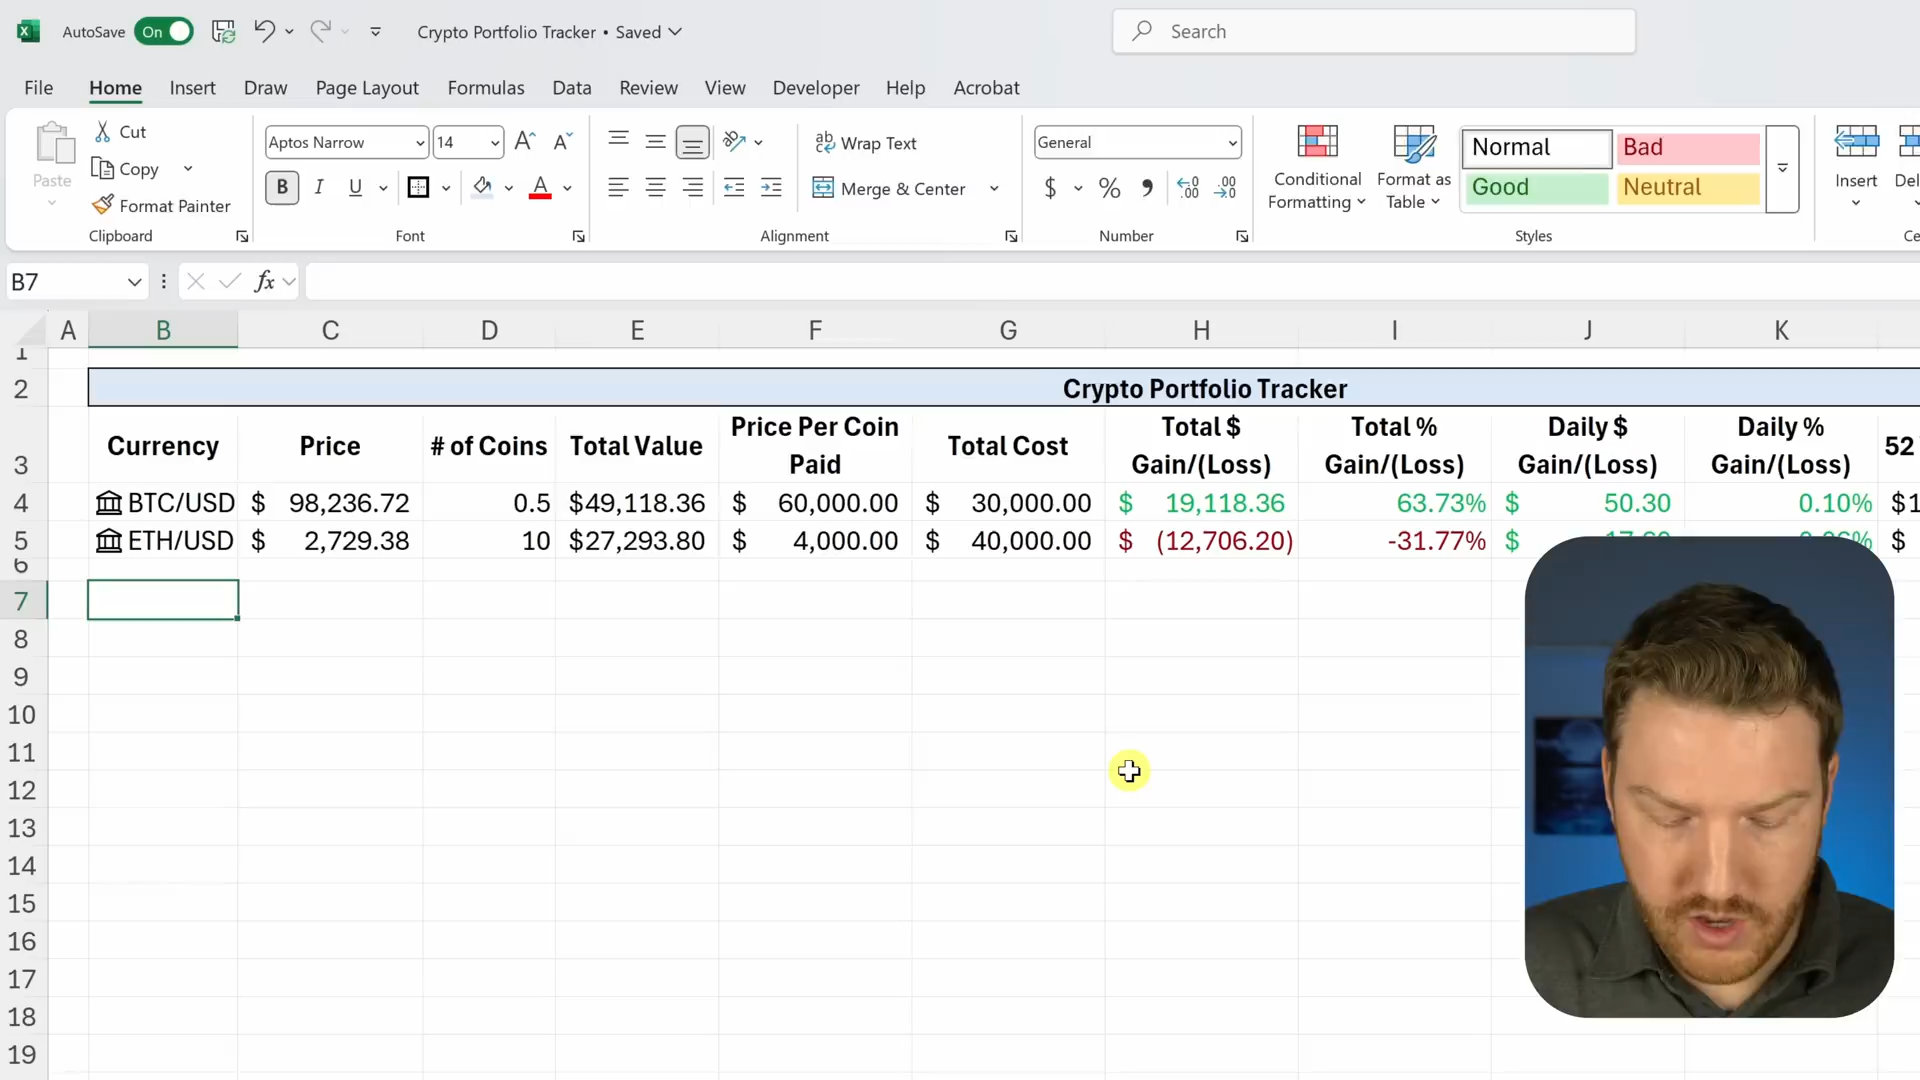 AutoSave On Crypto Portfolio Tracker • Saved Search
File Home Insert Draw Page Layout Formulas Data Review View Developer Help Acrobat
Paste Cut Copy Format Painter
Aptos Narrow 14
B I U A
Wrap Text
Merge & Center
General
$ % 9
Conditional Formatting
Format as Table
Normal Bad
Good Neutral
Insert
Clipboard Font Alignment Number Styles
B7 fx
A B C D E F G H I J K
1
2 Crypto Portfolio Tracker
3 Currency Price # of Coins Total Value Price Per Coin Paid Total Cost Total $ Gain/(Loss) Total % Gain/(Loss) Daily $ Gain/(Loss) Daily % Gain/(Loss) 52
4 BTC/USD $ 98,236.72 0.5 $49,118.36 $ 60,000.00 $ 30,000.00 $ 19,118.36 63.73% $ 50.30 0.10% $1
5 ETH/USD $ 2,729.38 10 $27,293.80 $ 4,000.00 $ 40,000.00 $ (12,706.20) -31.77% $ $
6
7
8
9
10
11
12
13
14
15
16
17
18
19